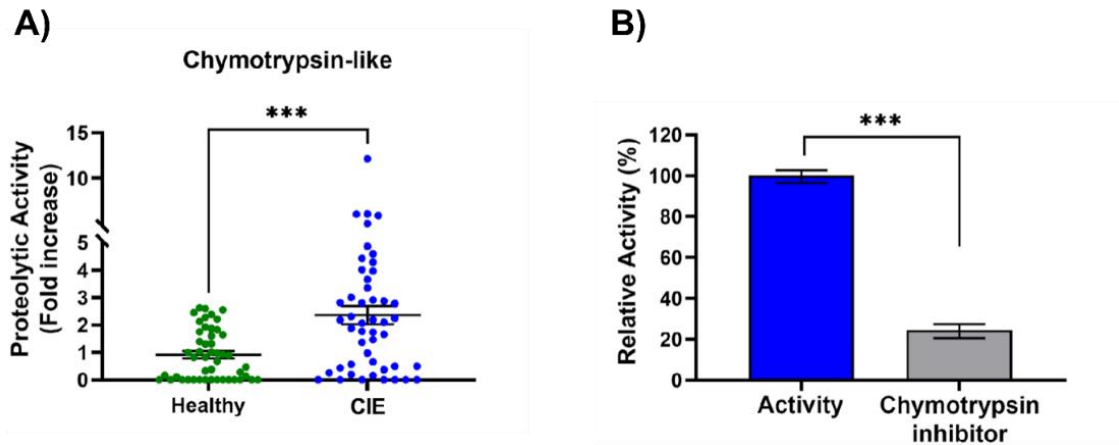 A)
Chymotrypsin-like
***
Proteolytic Activity
(Fold increase)
15
10
5
4
3
2
1
0
Healthy
CIE
B)
***
Relative Activity (%)
120
100
80
60
40
20
0
Activity
Chymotrypsin
inhibitor